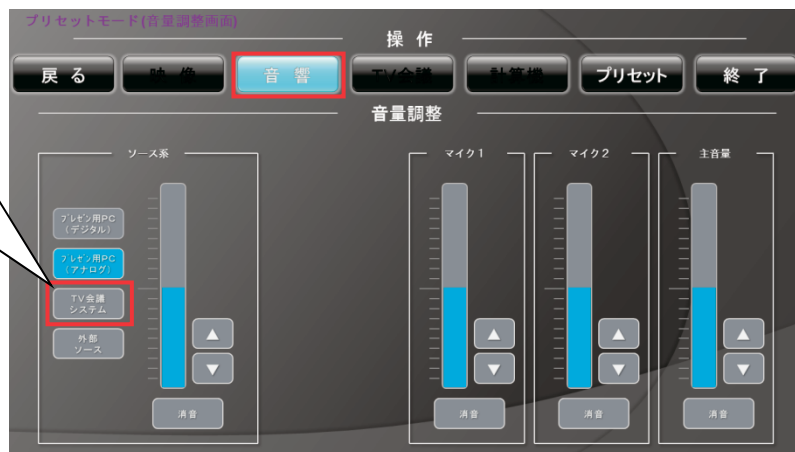 プリセットモード(音量調整画面)
操 作
戻 る
映 像
音 響
TV会議
計算機
プリセット
終 了
音量調整
ソース系
マイク1
マイク2
主音量
プレゼン用PC
(デジタル)
プレゼン用PC
(アナログ)
TV会議
システム
外部
ソース
消音
消音
消音
消音